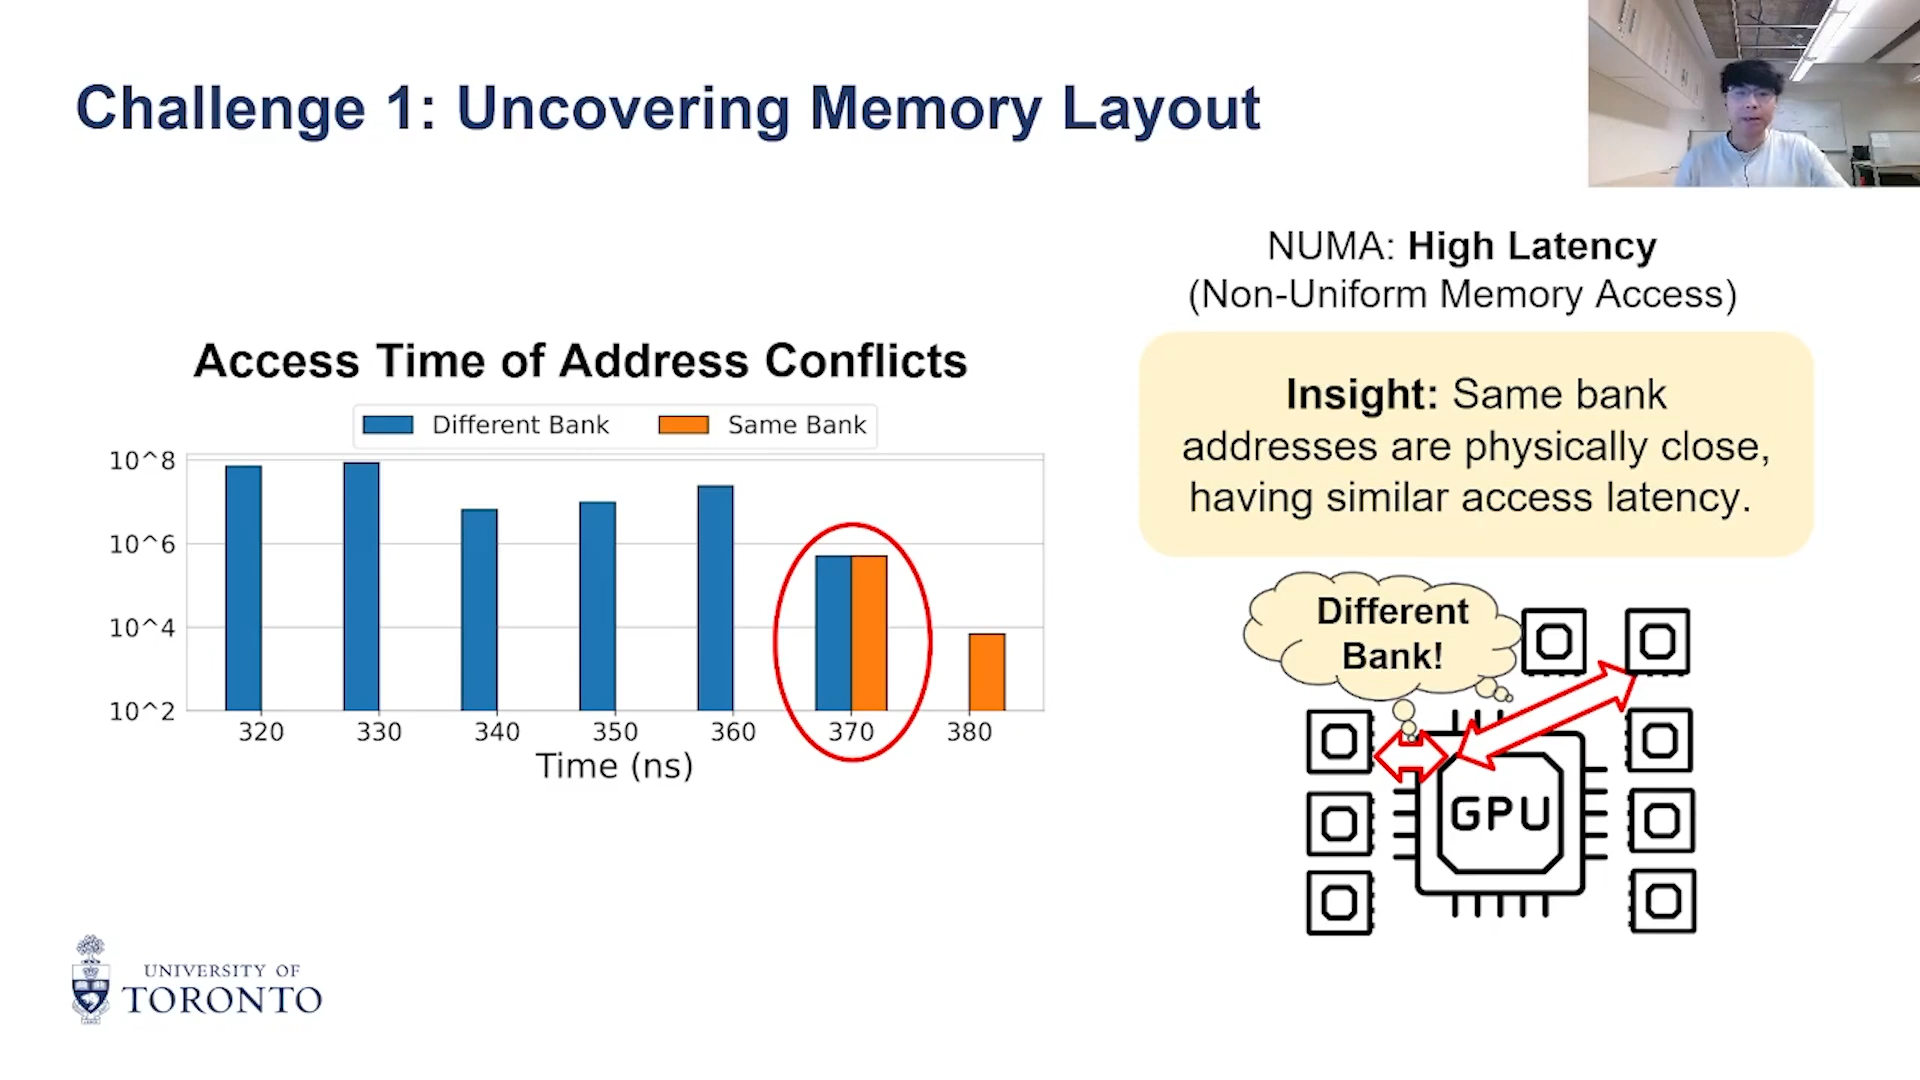 Challenge 1: Uncovering Memory Layout
NUMA: High Latency
(Non-Uniform Memory Access)
Insight: Same bank
addresses are physically close,
having similar access latency.
Access Time of Address Conflicts
Different Bank
Same Bank
10^8
10^6
10^4
10^2
320 330 340 350 360 370 380
Time (ns)
Different
Bank!
GPU
UNIVERSITY OF
TORONTO